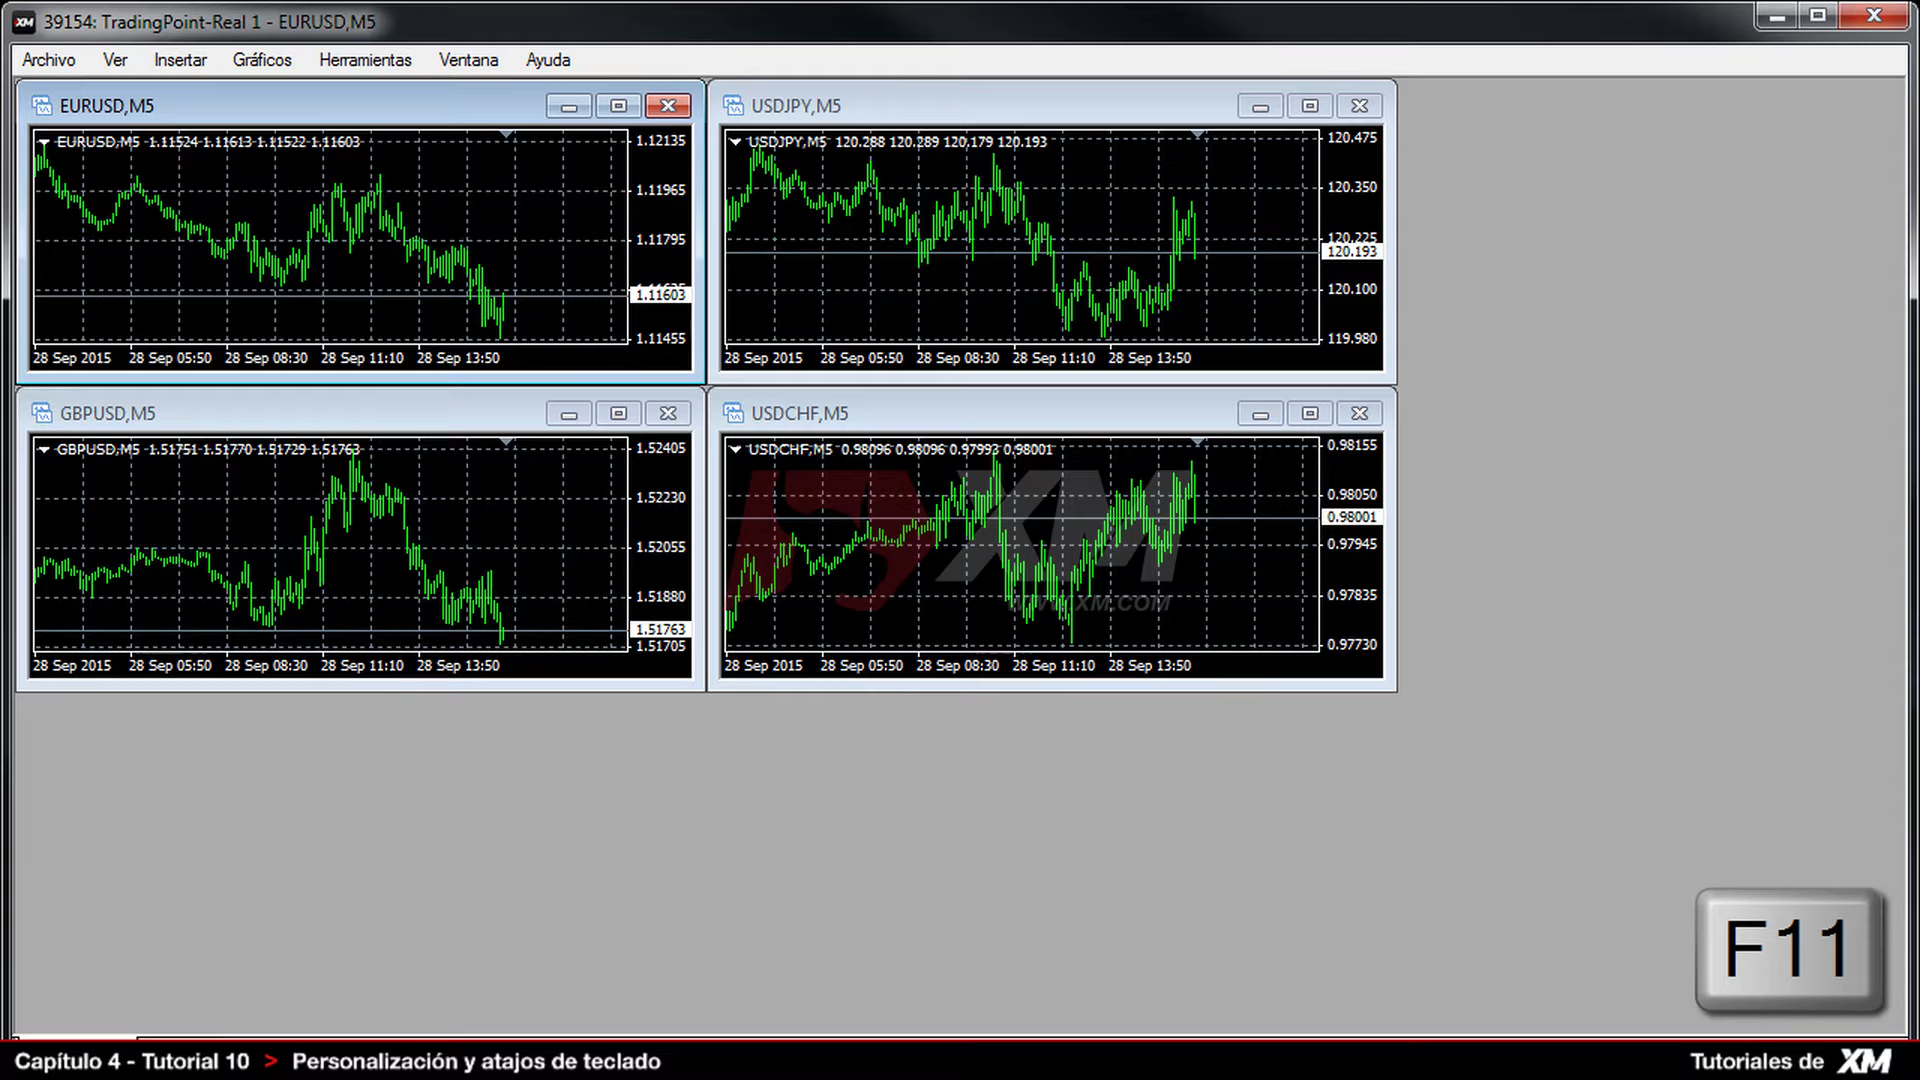 XM 39154: TradingPoint-Real 1 - EURUSD,M5
Archivo Ver Insertar Gráficos Herramientas Ventana Ayuda
EURUSD,M5
EURUSD,M5 1.11524 1.11613 1.11522 1.11603
1.12135
1.11965
1.11795
1.11603
1.11455
28 Sep 2015 28 Sep 05:50 28 Sep 08:30 28 Sep 11:10 28 Sep 13:50
USDJPY,M5
USDJPY,M5 120.288 120.289 120.179 120.193
120.475
120.350
120.225
120.193
120.100
119.980
28 Sep 2015 28 Sep 05:50 28 Sep 08:30 28 Sep 11:10 28 Sep 13:50
GBPUSD,M5
GBPUSD,M5 1.51751 1.51770 1.51729 1.51763
1.52405
1.52230
1.52055
1.51880
1.51763
1.51705
28 Sep 2015 28 Sep 05:50 28 Sep 08:30 28 Sep 11:10 28 Sep 13:50
USDCHF,M5
USDCHF,M5 0.98096 0.98096 0.97993 0.98001
0.98155
0.98050
0.98001
0.97945
0.97835
0.97730
28 Sep 2015 28 Sep 05:50 28 Sep 08:30 28 Sep 11:10 28 Sep 13:50
XM
WWW.XM.COM
F11
Capítulo 4 - Tutorial 10 > Personalización y atajos de teclado
Tutoriales de XM